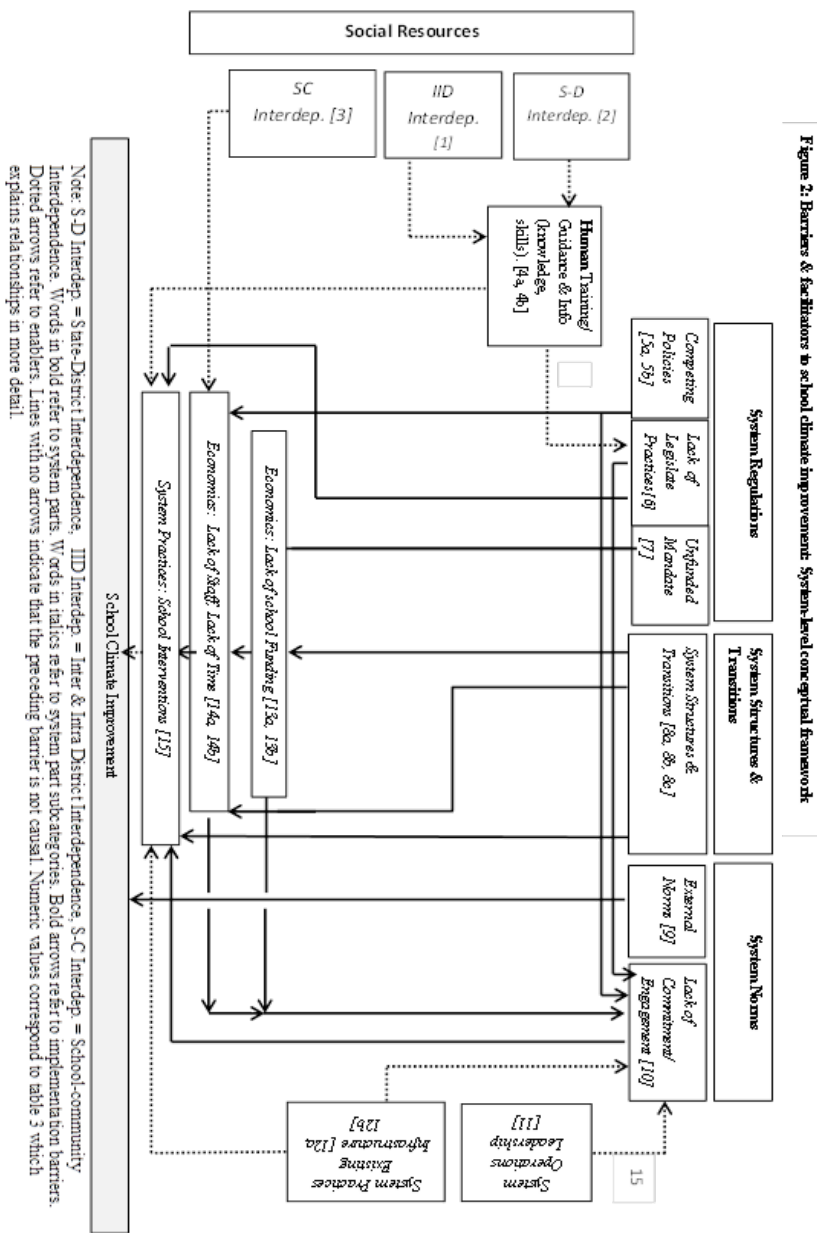 Figure 2: Barriers & facilitators to school climate improvement: System-level conceptual framework
System Regulations
System Structures &
Transitions
System Norms
Competing
Policies
[5a, 5b]
Lack of
Legislate
Practices [6]
Unfunded
Mandate
[7]
System Structures &
Transitions [8a, 8b, 8c]
External
Norms [9]
Lack of
Commitment/
Engagement [10]
Social Resources
S-D
Interdep. [2]
IID
Interdep.
[1]
SC
Interdep. [3]
Human Training/
Guidance & Info
(knowledge,
skills). [4a, 4b]
System Operations
Leadership
[11]
System Practices
Existing
Infrastructure [12a,
12b]
15
Economics: Lack of school Funding [13a, 13b]
Economics: Lack of Staff, Lack of Time [14a, 14b]
System Practices: School Interventions [15]
School Climate Improvement
Note: S-D Interdep. = State-District Interdependence, IID Interdep. = Inter & Intra District Interdependence, S-C Interdep. = School-community
Interdependence. Words in bold refer to system parts. Words in italics refer to system part subcategories. Bold arrows refer to implementation barriers.
Dotted arrows refer to enablers. Lines with no arrows indicate that the preceding barrier is not causal. Numeric values correspond to table 3 which
explains relationships in more detail.